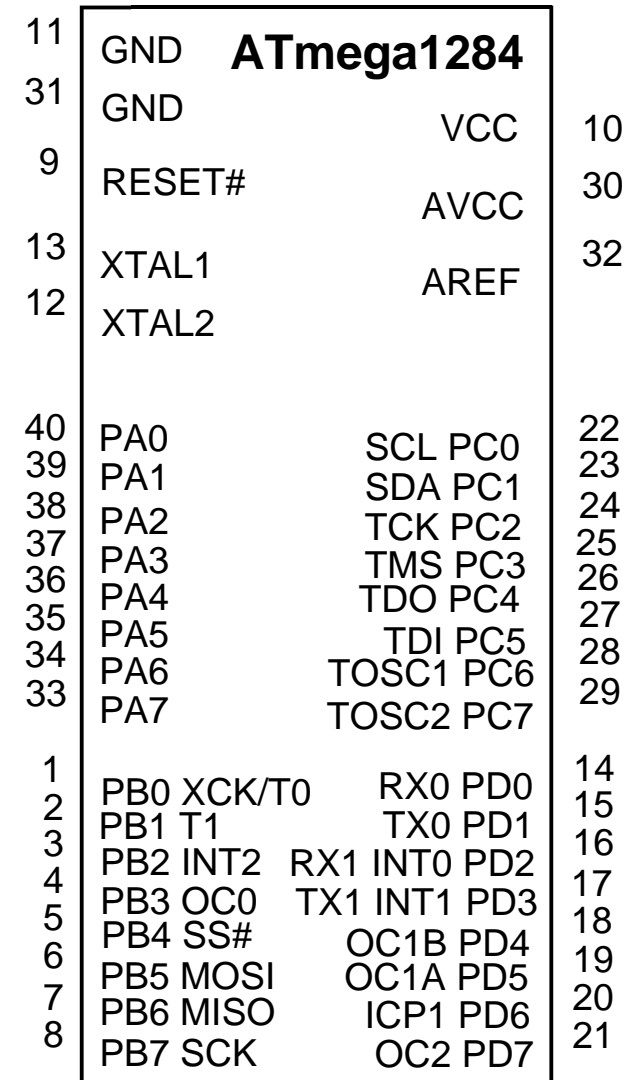 11 GND ATmega1284
31 GND
VCC 10
9 RESET#
AVCC 30
13 XTAL1
AREF 32
12 XTAL2
40 PA0 SCL PC0 22
39 PA1 SDA PC1 23
38 PA2 TCK PC2 24
37 PA3 TMS PC3 25
36 PA4 TDO PC4 26
35 PA5 TDI PC5 27
34 PA6 TOSC1 PC6 28
33 PA7 TOSC2 PC7 29
1 PB0 XCK/T0 RX0 PD0 14
2 PB1 T1 TX0 PD1 15
3 PB2 INT2 RX1 INT0 PD2 16
4 PB3 OC0 TX1 INT1 PD3 17
5 PB4 SS# OC1B PD4 18
6 PB5 MOSI OC1A PD5 19
7 PB6 MISO ICP1 PD6 20
8 PB7 SCK OC2 PD7 21